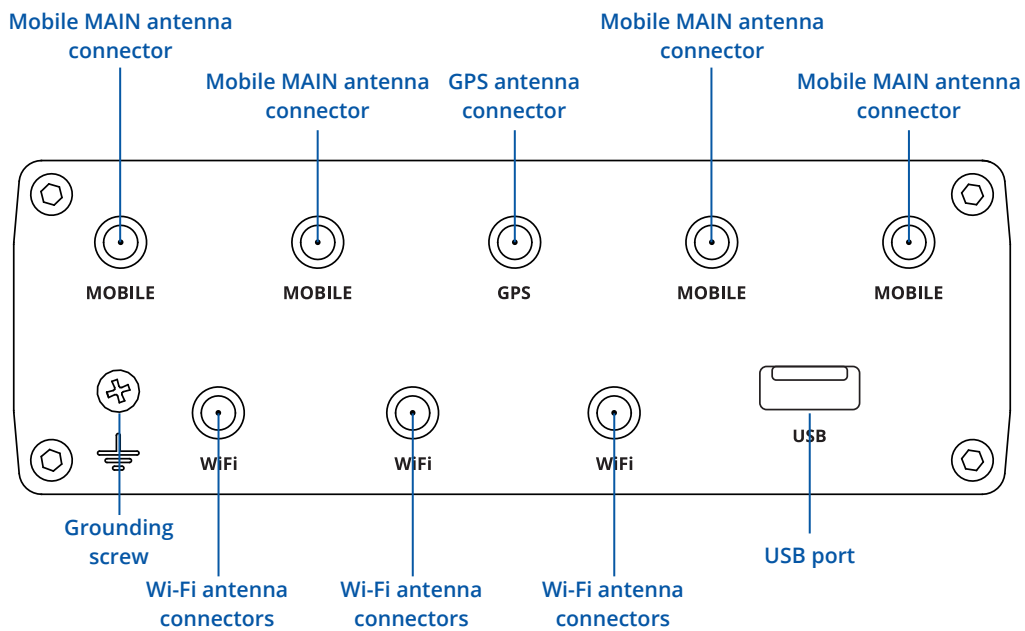 Mobile MAIN antenna
connector
Mobile MAIN antenna
connector
Mobile MAIN antenna
connector
GPS antenna
connector
Mobile MAIN antenna
connector
MOBILE
MOBILE
GPS
MOBILE
MOBILE
WiFi
WiFi
WiFi
USB
Grounding
screw
Wi-Fi antenna
connectors
Wi-Fi antenna
connectors
Wi-Fi antenna
connectors
USB port